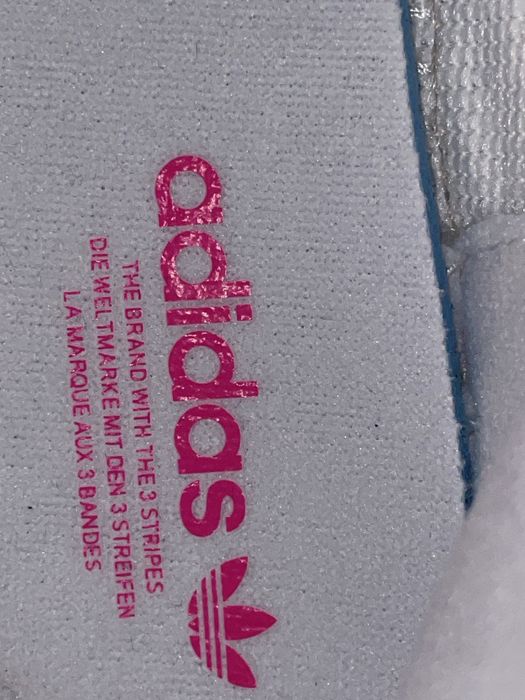 adidas
THE BRAND WITH THE 3 STRIPES
DIE WELTMARKE MIT DEN 3 STREIFEN
LA MARQUE AUX 3 BANDES